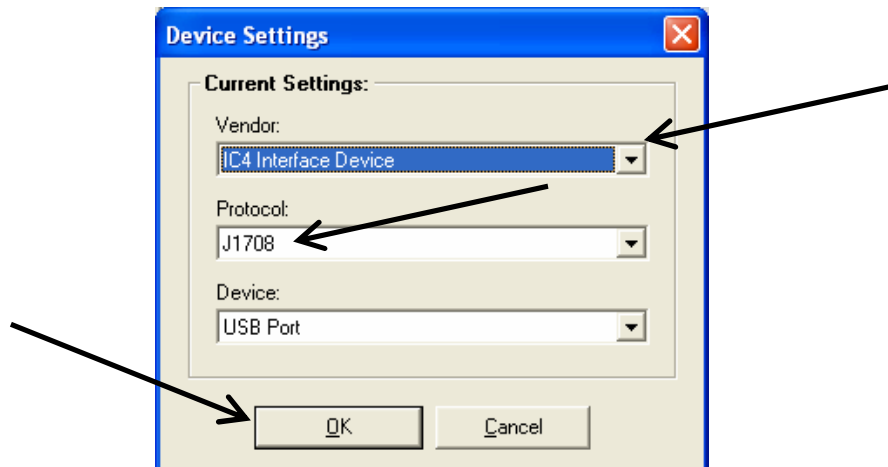 Device Settings
Current Settings:
Vendor:
IC4 Interface Device
Protocol:
J1708
Device:
USB Port
OK Cancel